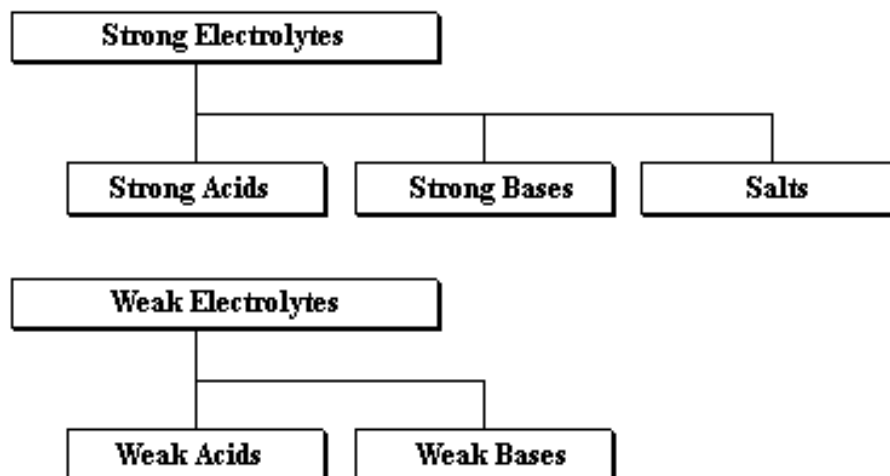 Strong Electrolytes
Strong Acids
Strong Bases
Salts
Weak Electrolytes
Weak Acids
Weak Bases